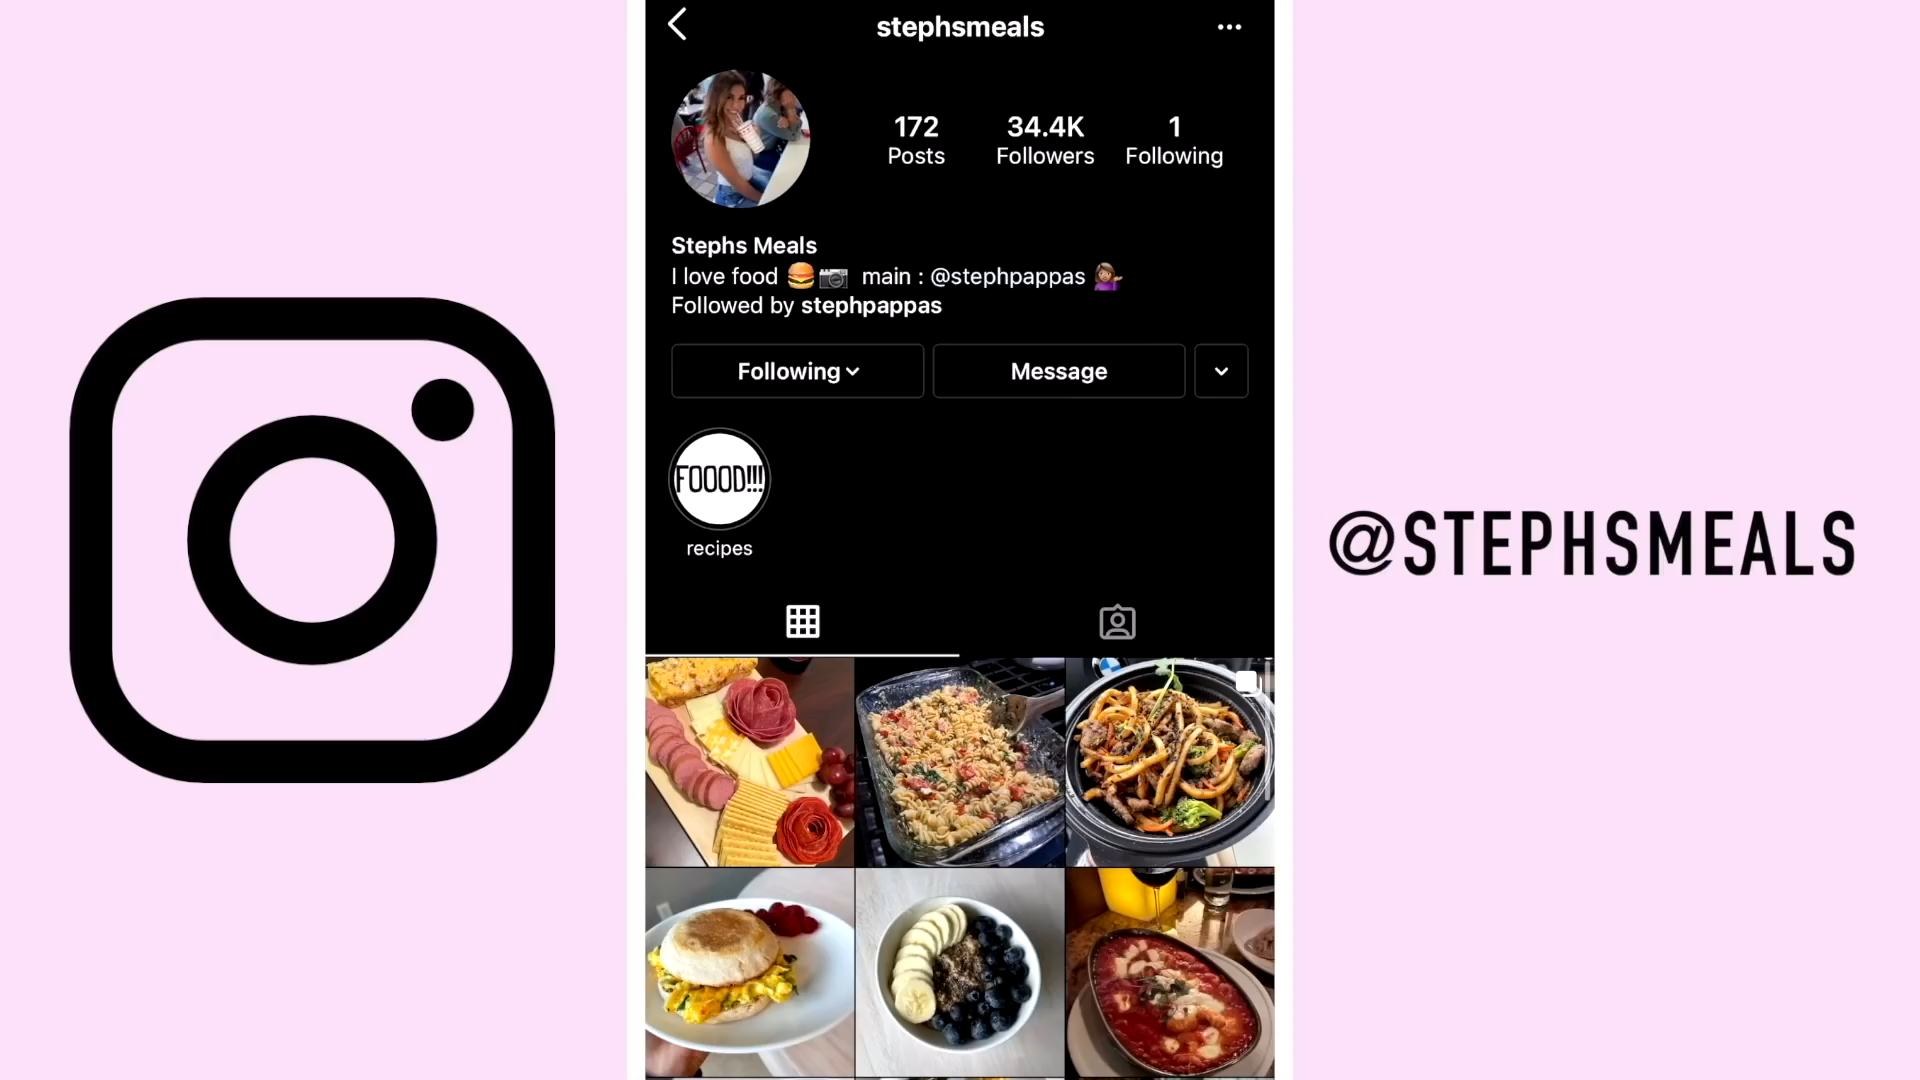 stephsmeals
172
Posts
34.4K
Followers
1
Following
Stephs Meals
I love food 🍔📷 main : @stephpappas 💁🏽‍♀️
Followed by stephpappas
Following
Message
FOOOD!!!
recipes
@STEPHSMEALS